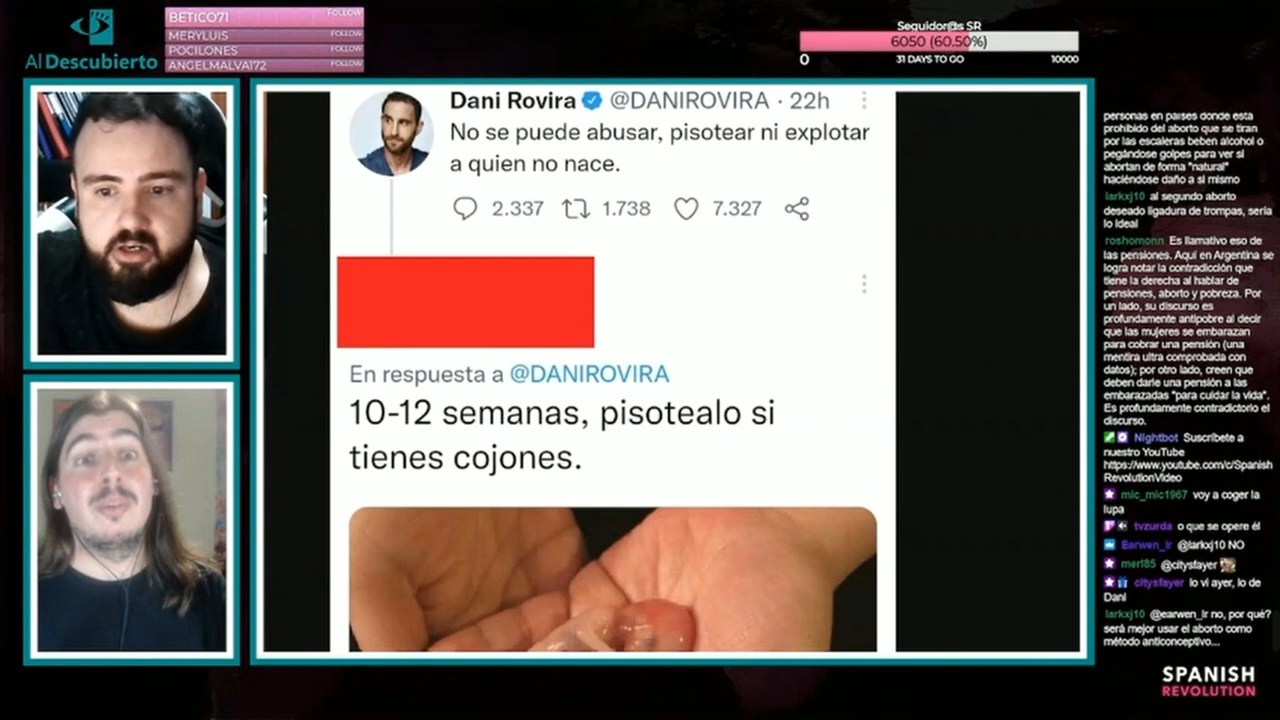 Al Descubierto
BETICO71 FOLLOW
MERYLUIS FOLLOW
POCILONES FOLLOW
ANGELMALVA172 FOLLOW
Seguidor@s SR
6050 (60.50%)
0 31 DAYS TO GO 10000
Dani Rovira @DANIROVIRA · 22h
No se puede abusar, pisotear ni explotar
a quien no nace.
2.337 1.738 7.327
En respuesta a @DANIROVIRA
10-12 semanas, pisotealo si
tienes cojones.
personas en países donde esta
prohibido del aborto que se tiran
por las escaleras beben alcohol o
pegándose golpes para ver si
abortan de forma "natural"
haciéndose daño a si mismo
larkxj10 al segundo aborto
deseado ligadura de trompas, sería
lo ideal
roshomonn Es llamativo eso de
las pensiones. Aquí en Argentina se
logra notar la contradicción que
tiene la derecha al hablar de
pensiones, aborto y pobreza. Por
un lado, su discurso es
profundamente antipobre al decir
que las mujeres se embarazan
para cobrar una pensión (una
mentira ultra comprobada con
datos); por otro lado, creen que
deben darle una pensión a las
embarazadas "para cuidar la vida".
Es profundamente contradictorio el
discurso.
Nightbot Suscríbete a
nuestro YouTube
https://www.youtube.com/c/Spanish
RevolutionVideo
mic_mic1967 voy a coger la
lupa
tvzurda o que se opere él
Earwen_lr @larkxj10 NO
merl85 @citysfayer
citysfayer lo vi ayer, lo de
Dani
larkxj10 @earwen_lr no, por qué?
será mejor usar el aborto como
método anticonceptivo...
SPANISH
REVOLUTION